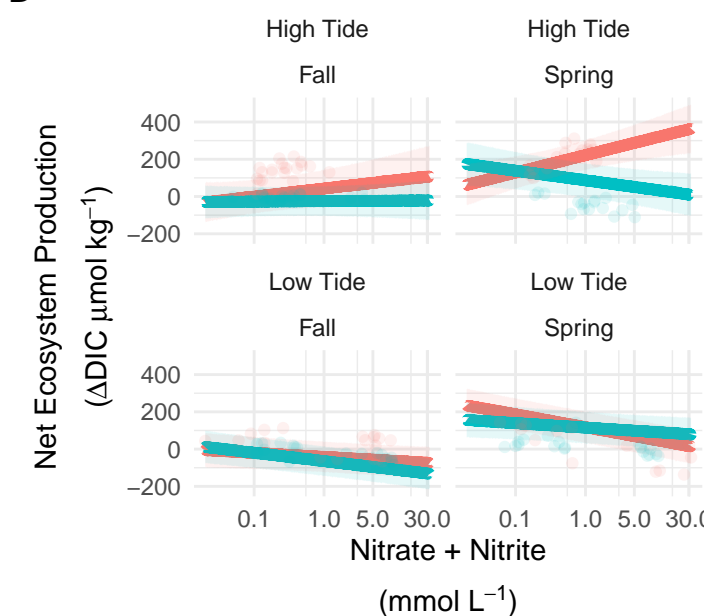 High Tide High Tide
Fall Spring
400
200
0
−200
Low Tide Low Tide
Fall Spring
400
200
0
−200
0.1 1.0 5.0 30.0 0.1 1.0 5.0 30.0
Nitrate + Nitrite
(mmol L⁻¹)
Net Ecosystem Production
(ΔDIC μmol kg⁻¹)